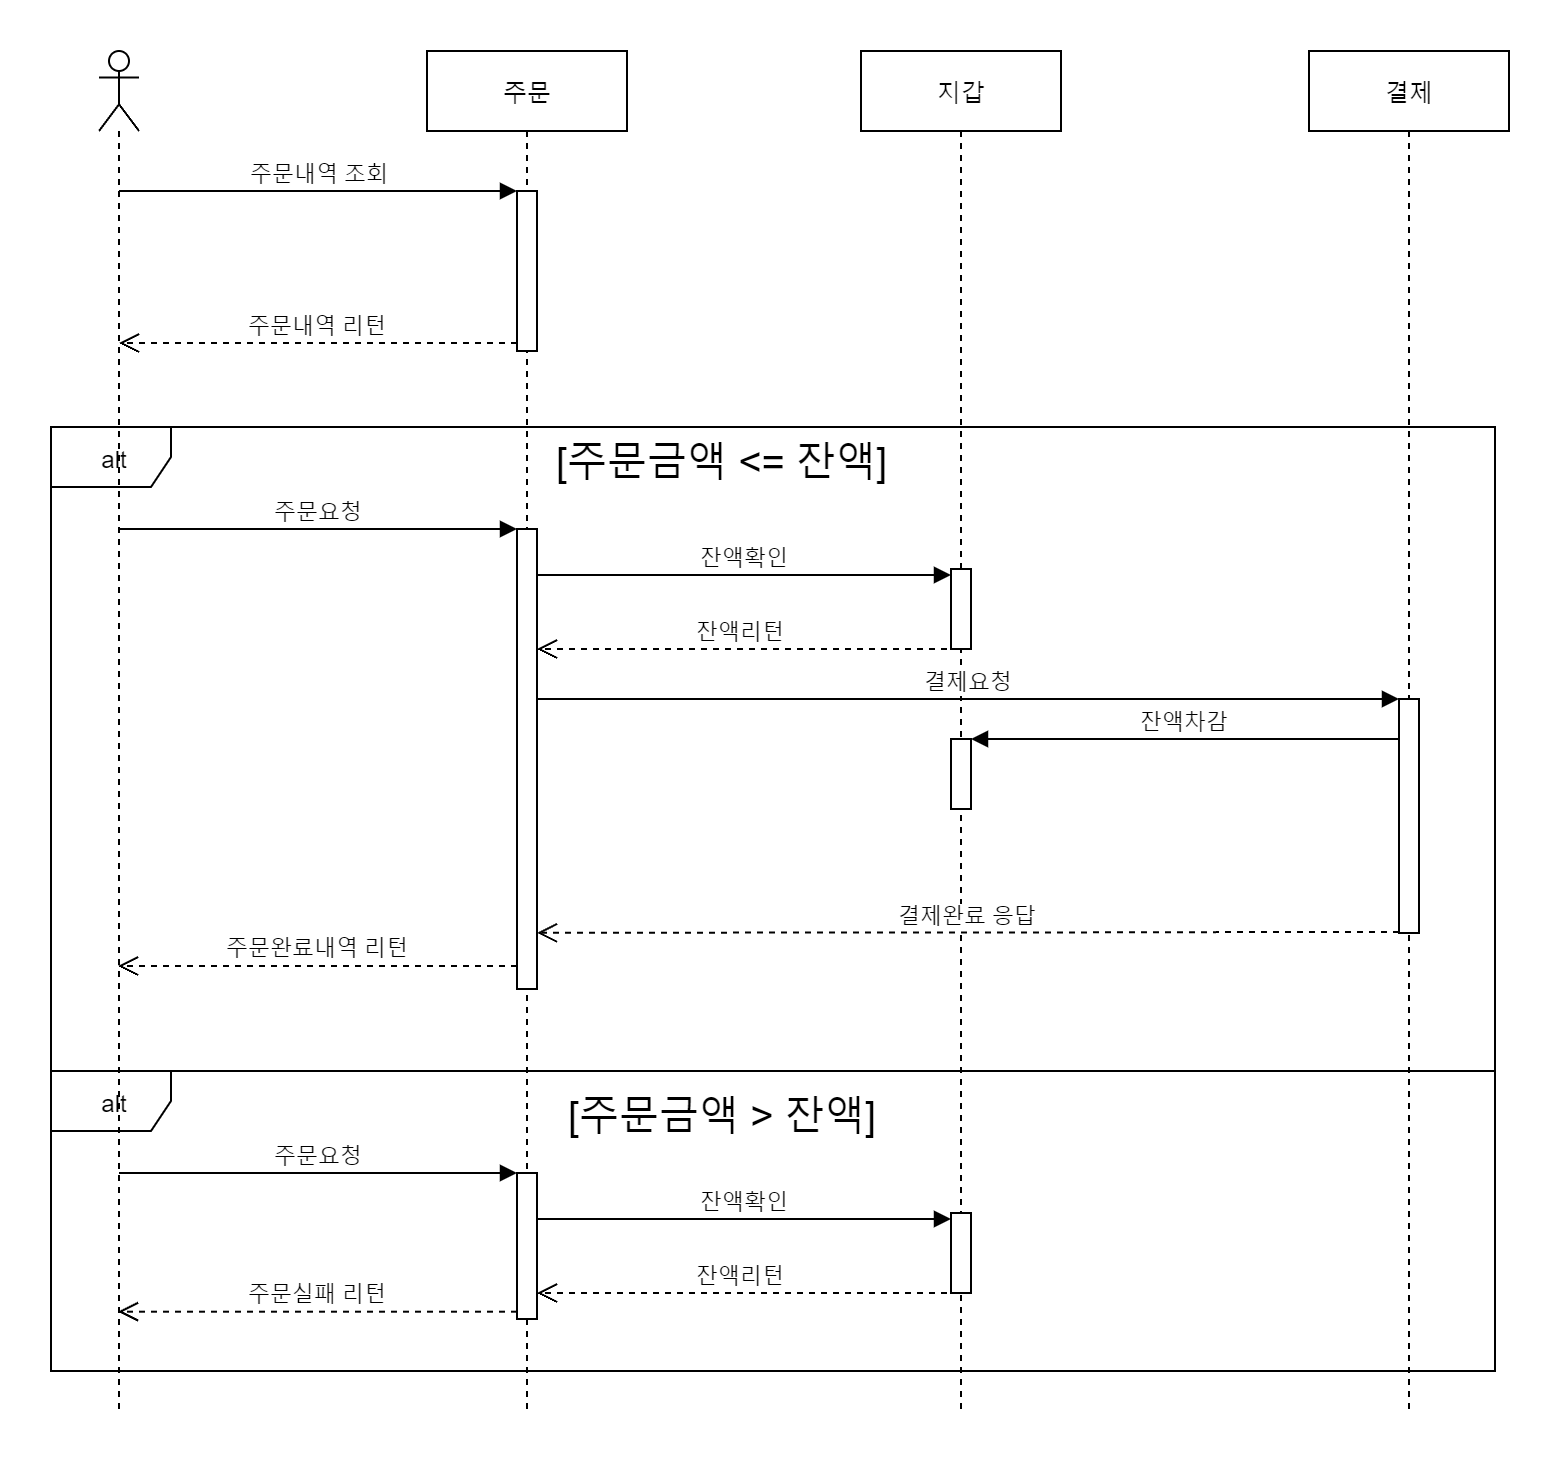 주문
지갑
결제
주문내역 조회
주문내역 리턴
alt
[주문금액 <= 잔액]
주문요청
잔액확인
잔액리턴
결제요청
잔액차감
결제완료 응답
주문완료내역 리턴
alt
[주문금액 > 잔액]
주문요청
잔액확인
잔액리턴
주문실패 리턴